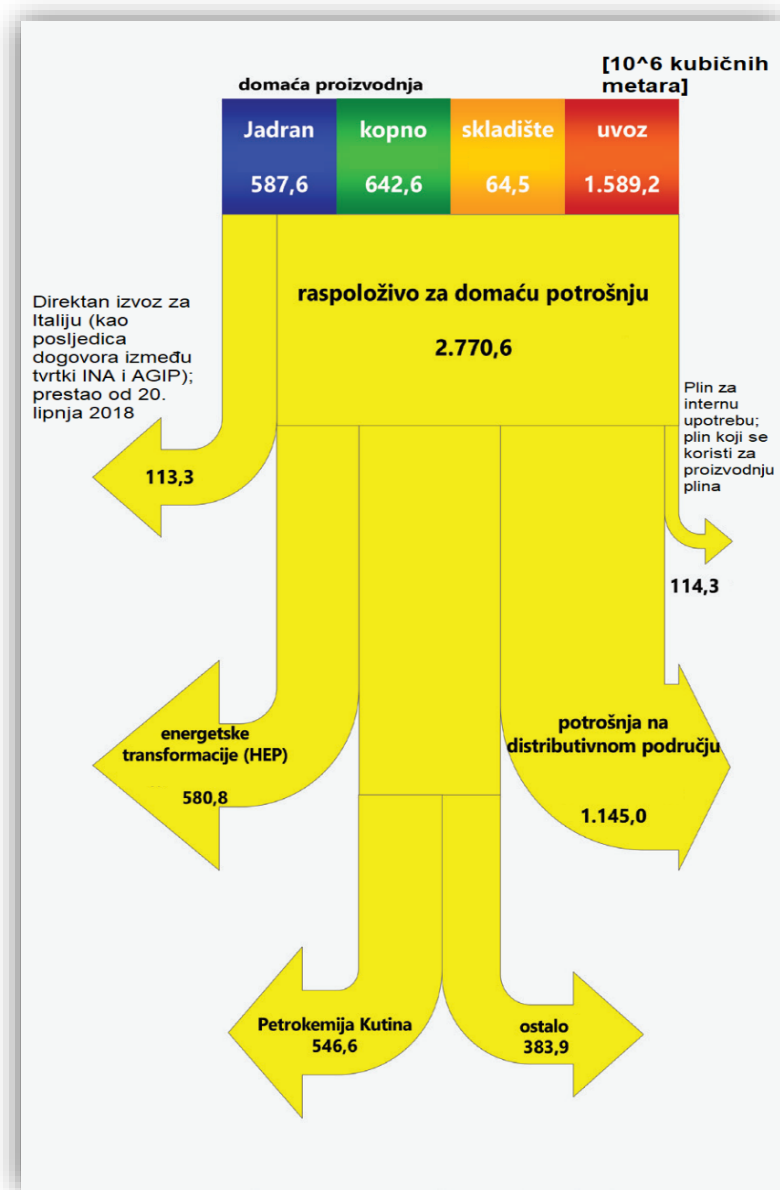 [10^6 kubičnih
metara]
domaća proizvodnja
Jadran
587,6
kopno
642,6
skladište
64,5
uvoz
1.589,2
raspoloživo za domaću potrošnju
2.770,6
Direktan izvoz za
Italiju (kao
posljedica
dogovora između
tvrtki INA i AGIP);
prestao od 20.
lipnja 2018
113,3
Plin za
internu
upotrebu;
plin koji se
koristi za
proizvodnju
plina
114,3
energetske
transformacije (HEP)
580,8
potrošnja na
distributivnom području
1.145,0
Petrokemija Kutina
546,6
ostalo
383,9